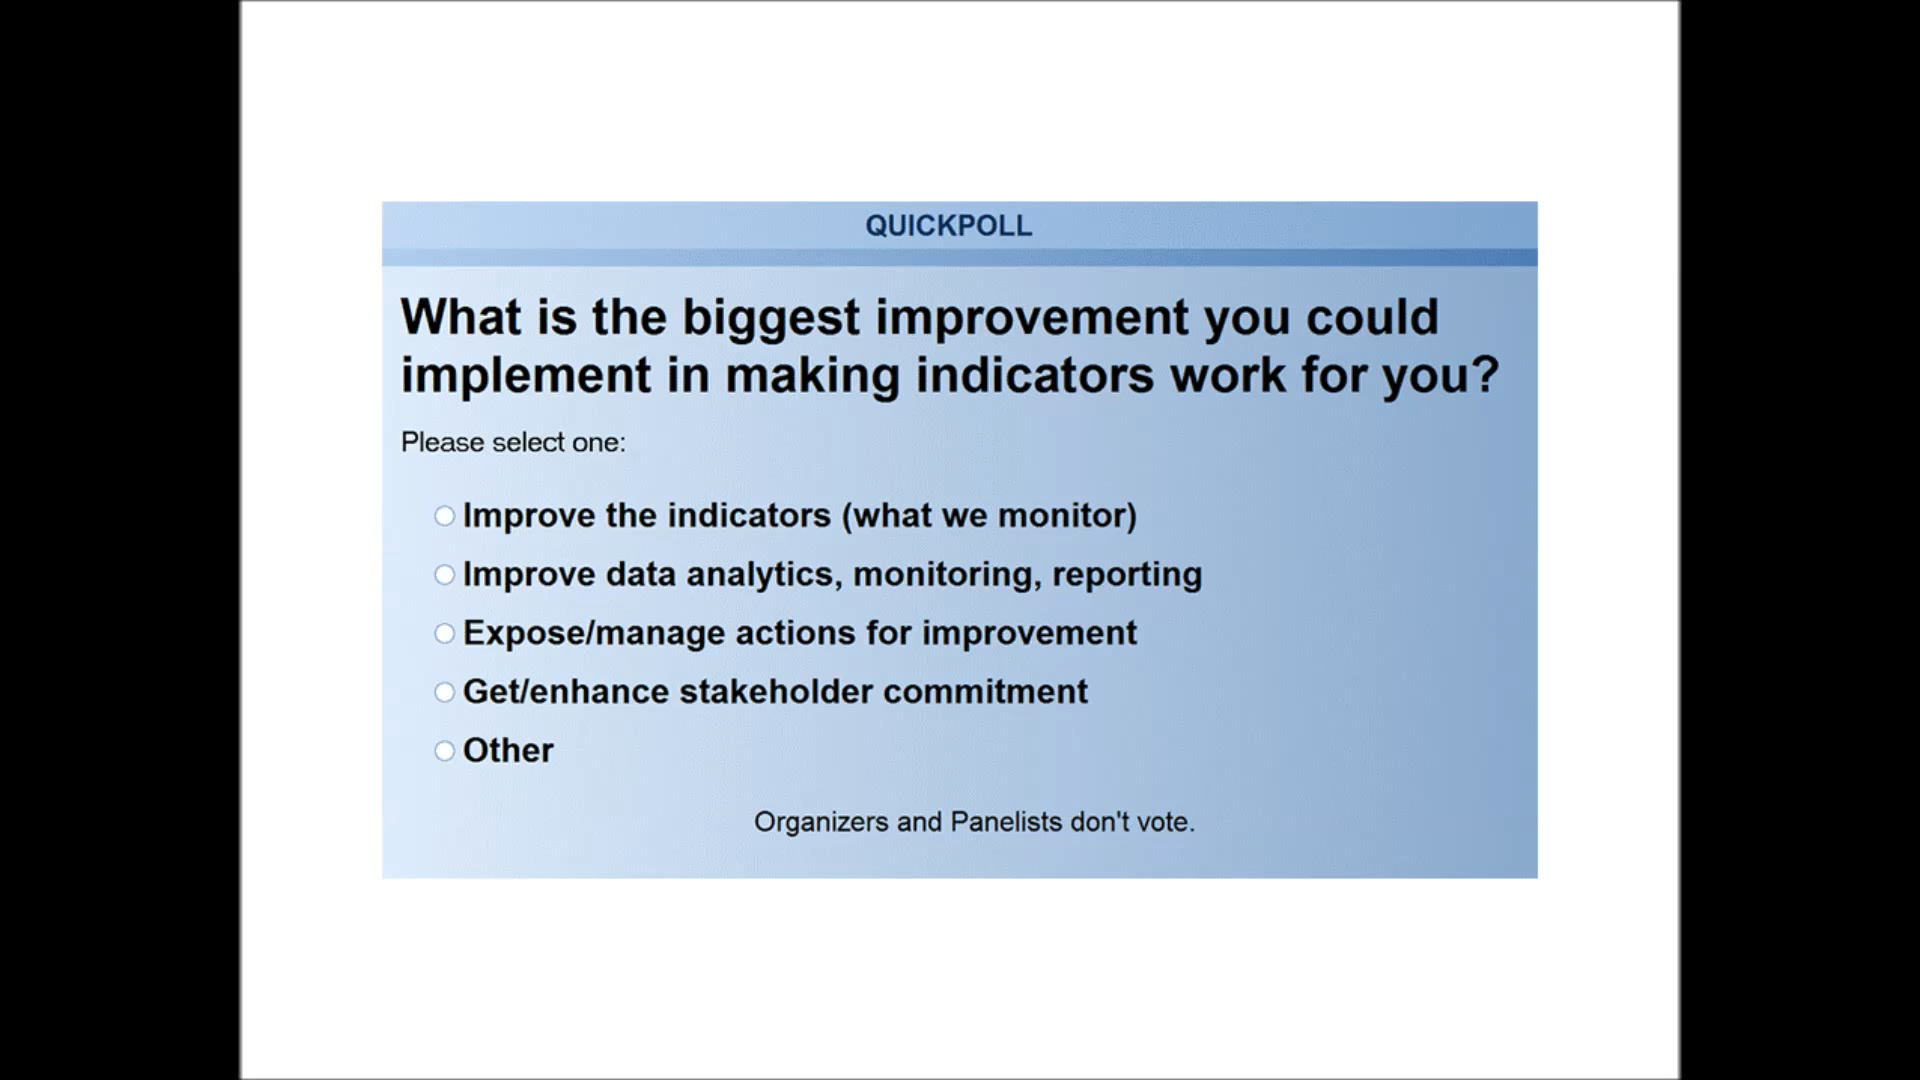 QUICKPOLL
What is the biggest improvement you could
implement in making indicators work for you?
Please select one:
Improve the indicators (what we monitor)
Improve data analytics, monitoring, reporting
Expose/manage actions for improvement
Get/enhance stakeholder commitment
Other
Organizers and Panelists don't vote.